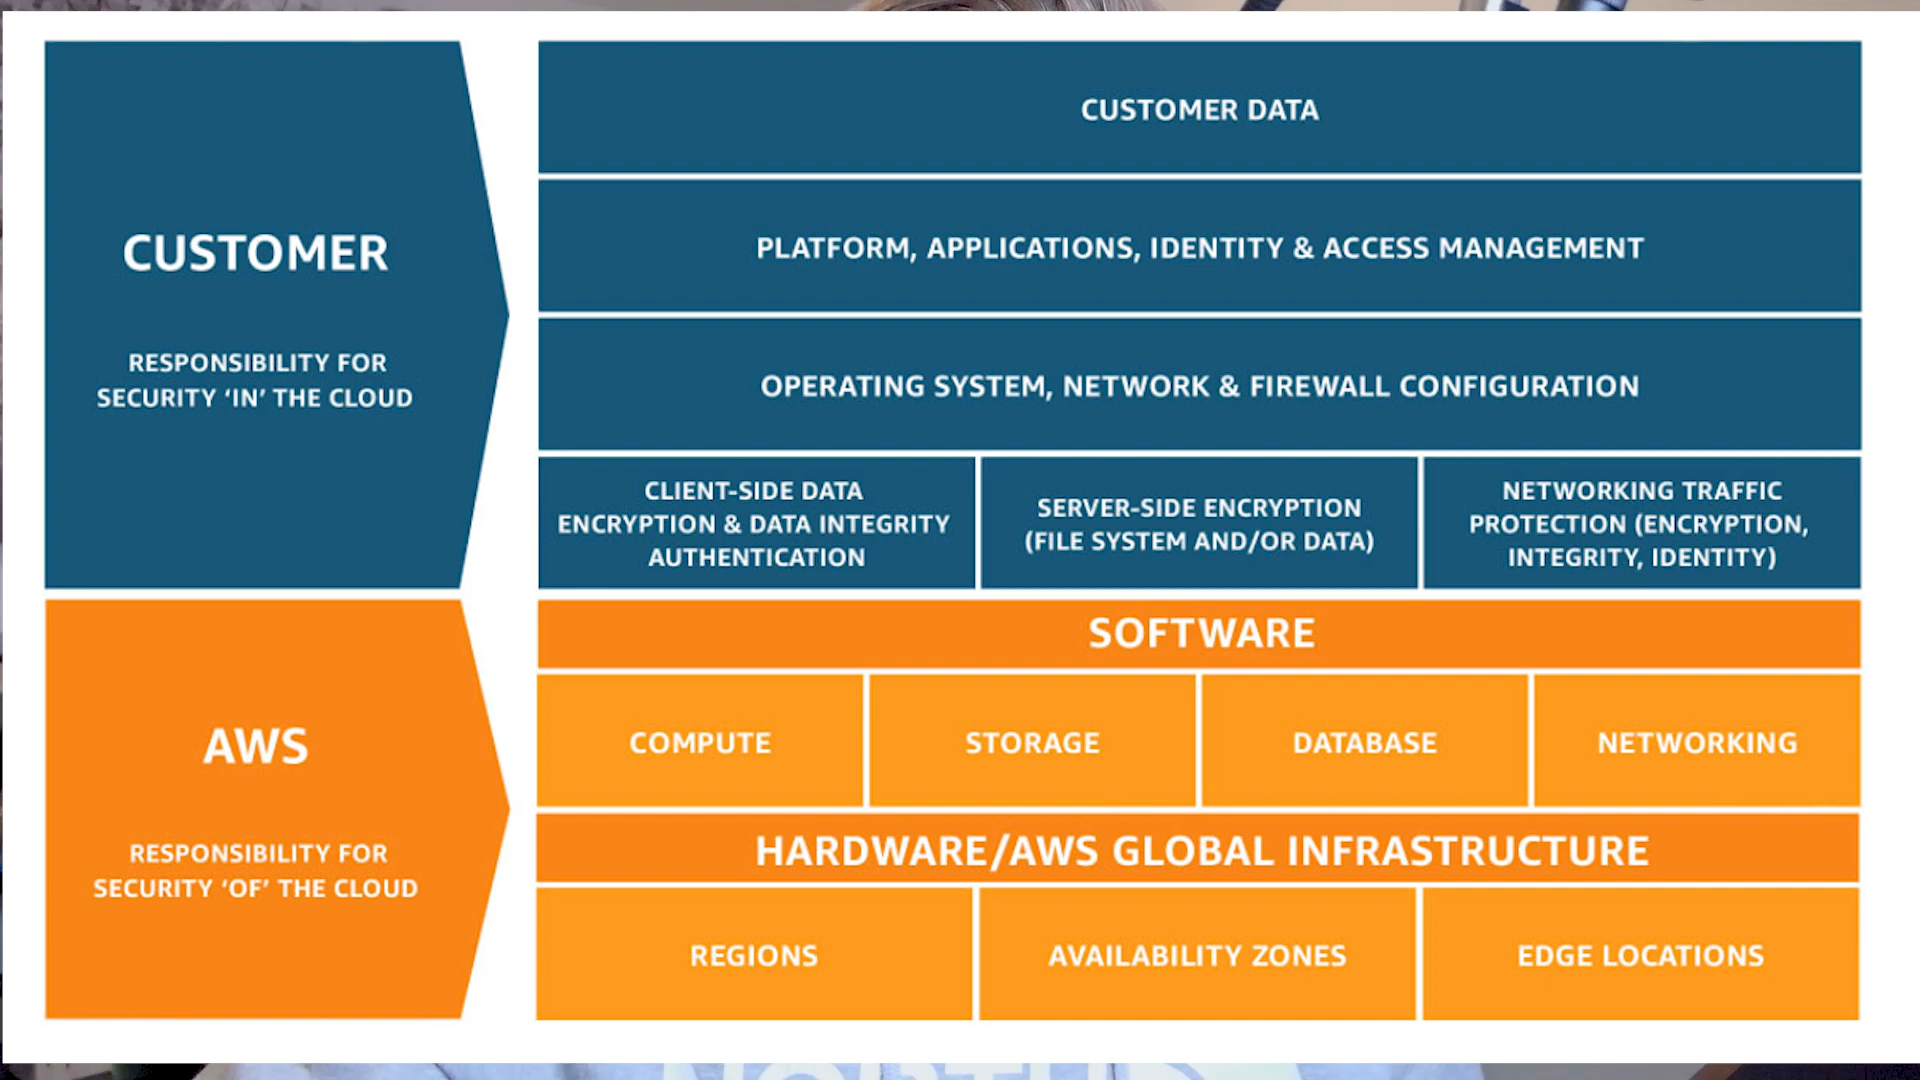 CUSTOMER
RESPONSIBILITY FOR
SECURITY ‘IN’ THE CLOUD
CUSTOMER DATA
PLATFORM, APPLICATIONS, IDENTITY & ACCESS MANAGEMENT
OPERATING SYSTEM, NETWORK & FIREWALL CONFIGURATION
CLIENT-SIDE DATA
ENCRYPTION & DATA INTEGRITY
AUTHENTICATION
SERVER-SIDE ENCRYPTION
(FILE SYSTEM AND/OR DATA)
NETWORKING TRAFFIC
PROTECTION (ENCRYPTION,
INTEGRITY, IDENTITY)
AWS
RESPONSIBILITY FOR
SECURITY ‘OF’ THE CLOUD
SOFTWARE
COMPUTE
STORAGE
DATABASE
NETWORKING
HARDWARE/AWS GLOBAL INFRASTRUCTURE
REGIONS
AVAILABILITY ZONES
EDGE LOCATIONS